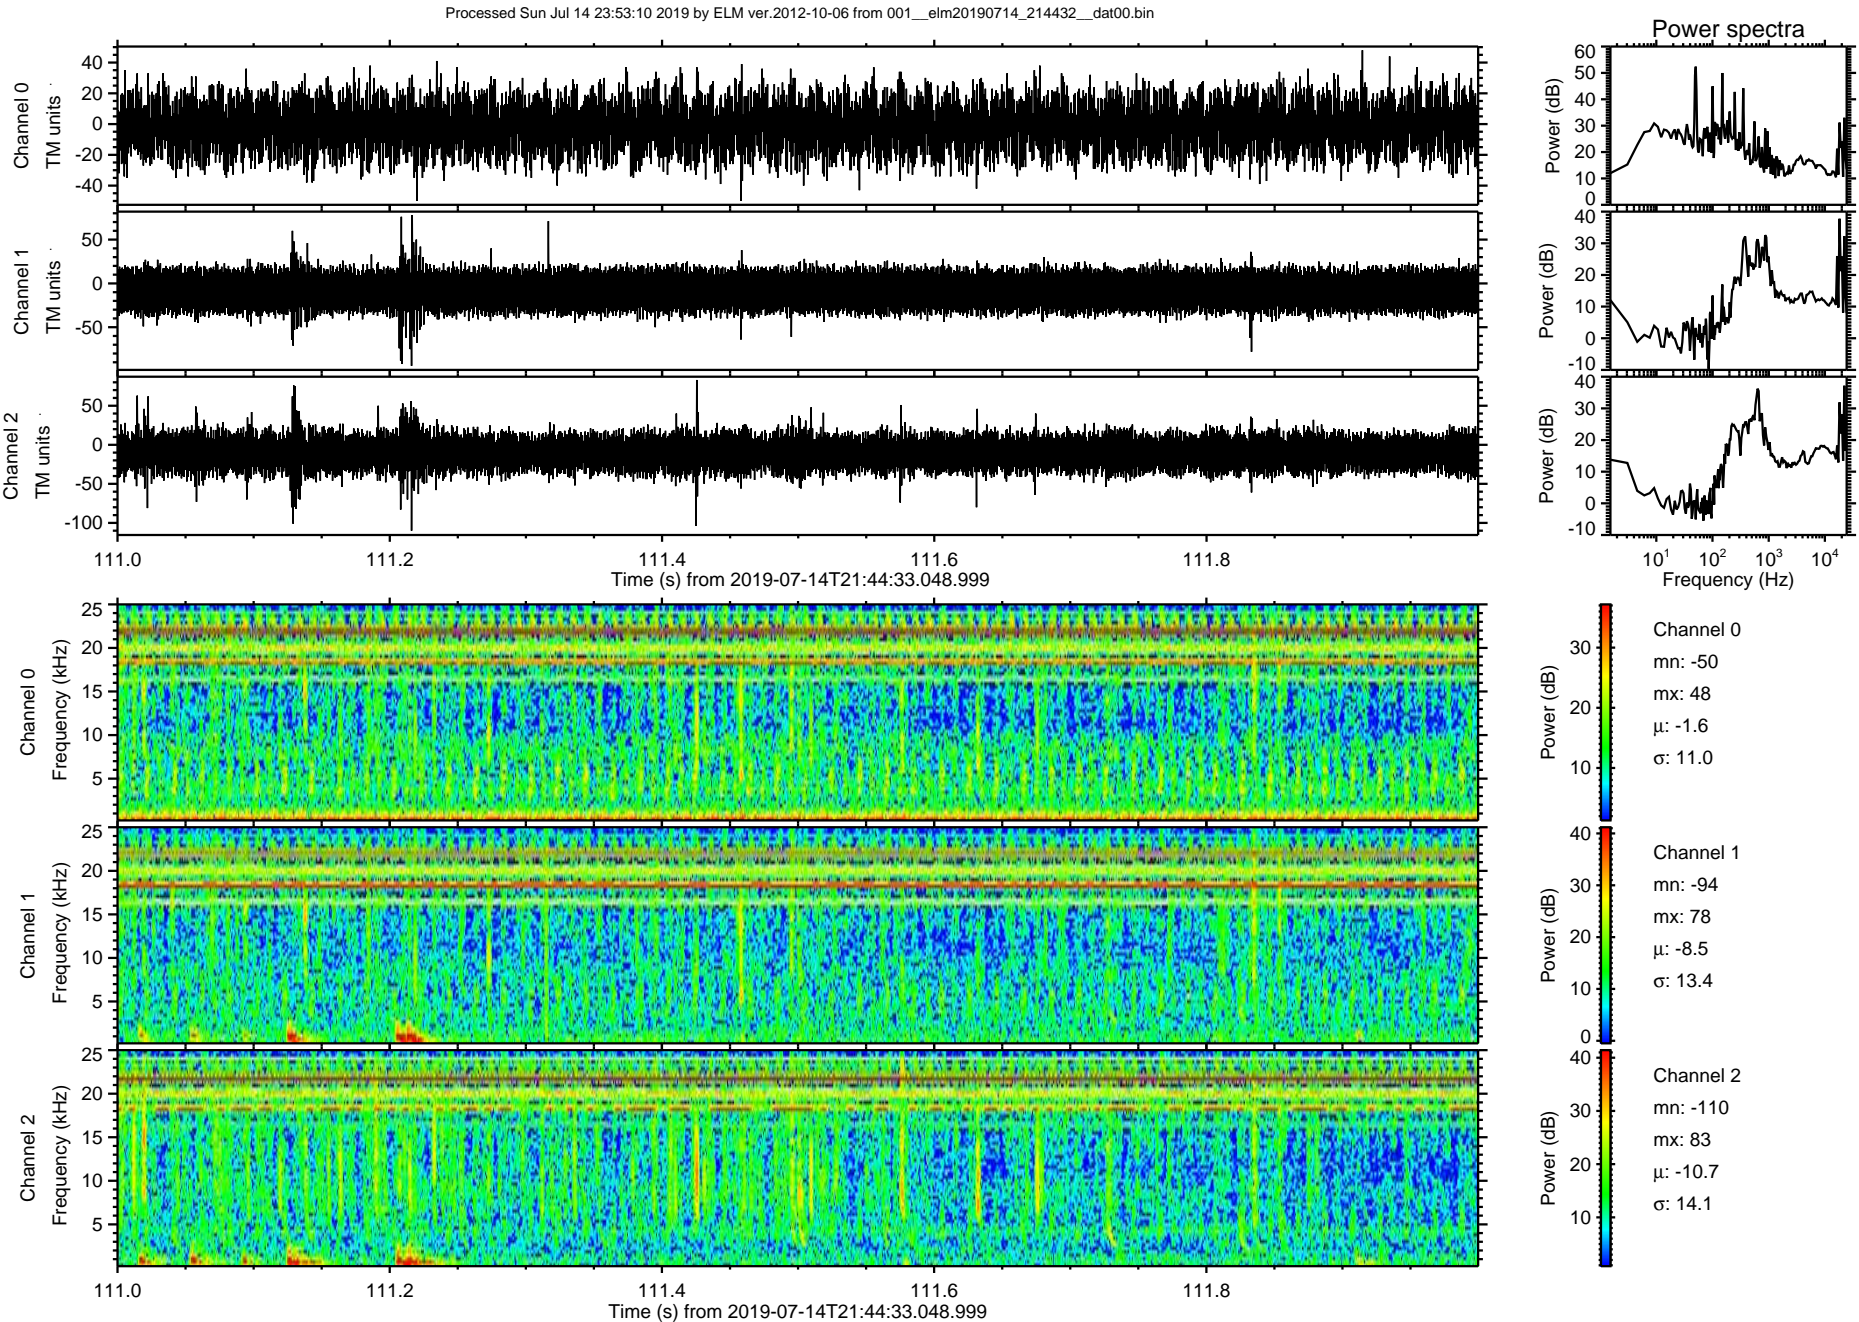 Processed Sun Jul 14 23:53:10 2019 by ELM ver.2012-10-06 from 001__elm20190714_214432__dat00.bin
Power spectra
Channel 0
TM units
40
20
0
-20
-40
Power (dB)
60
50
40
30
20
10
0
Channel 1
TM units
50
0
-50
Power (dB)
40
30
20
10
0
-10
Channel 2
TM units
50
0
-50
-100
Power (dB)
40
30
20
10
0
-10
111.0 111.2 111.4 111.6 111.8
Time (s) from 2019-07-14T21:44:33.048.999
10^1 10^2 10^3 10^4
Frequency (Hz)
Channel 0
Frequency (kHz)
25
20
15
10
5
Power (dB)
30
20
10
Channel 0
mn: -50
mx: 48
μ: -1.6
σ: 11.0
Channel 1
Frequency (kHz)
25
20
15
10
5
Power (dB)
40
30
20
10
0
Channel 1
mn: -94
mx: 78
μ: -8.5
σ: 13.4
Channel 2
Frequency (kHz)
25
20
15
10
5
Power (dB)
40
30
20
10
Channel 2
mn: -110
mx: 83
μ: -10.7
σ: 14.1
111.0 111.2 111.4 111.6 111.8
Time (s) from 2019-07-14T21:44:33.048.999